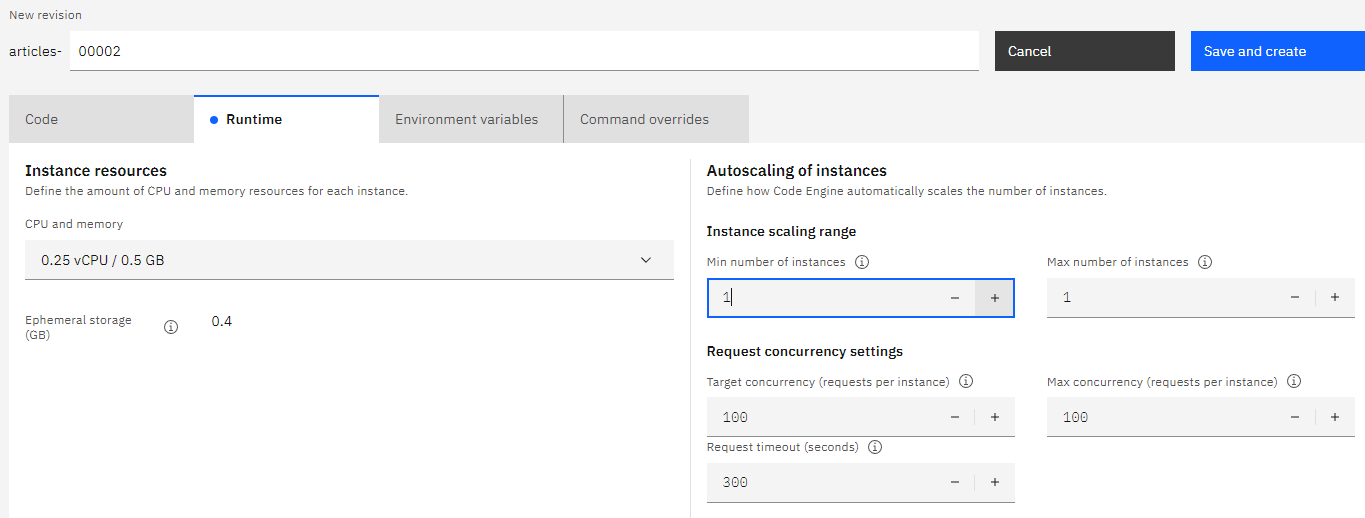 New revision
articles- 00002 Cancel Save and create
Code Runtime Environment variables Command overrides
Instance resources
Define the amount of CPU and memory resources for each instance.
CPU and memory
0.25 vCPU / 0.5 GB
Ephemeral storage
(GB)
0.4
Autoscaling of instances
Define how Code Engine automatically scales the number of instances.
Instance scaling range
Min number of instances Max number of instances
1 1
Request concurrency settings
Target concurrency (requests per instance) Max concurrency (requests per instance)
100 100
Request timeout (seconds)
300